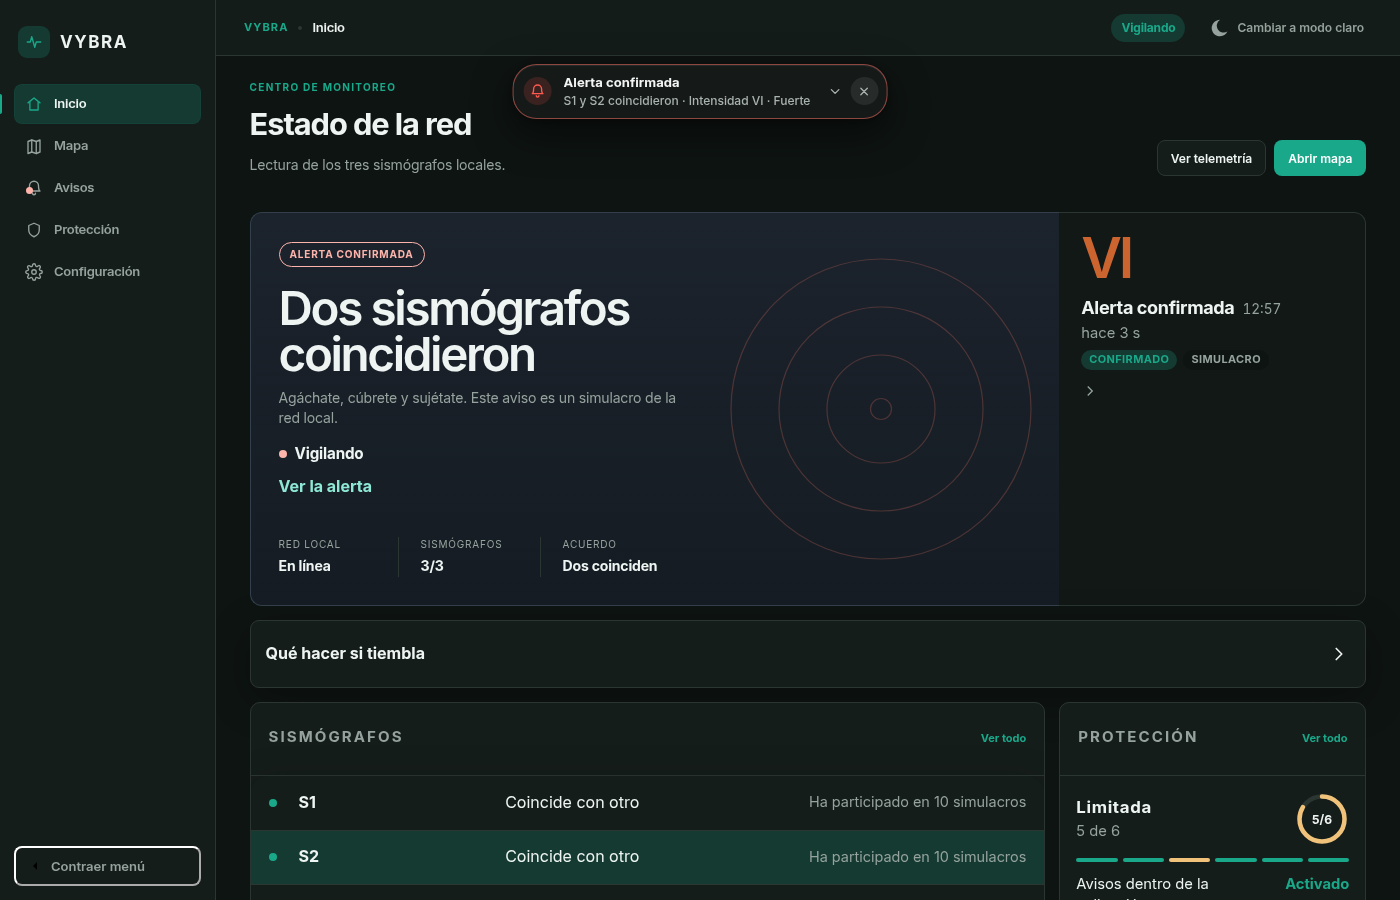 VYBRA
Inicio
Mapa
Avisos
Protección
Configuración
Contraer menú
VYBRA • Inicio
Vigilando
Cambiar a modo claro
Alerta confirmada
S1 y S2 coincidieron · Intensidad VI · Fuerte
CENTRO DE MONITOREO
Estado de la red
Lectura de los tres sismógrafos locales.
Ver telemetría
Abrir mapa
ALERTA CONFIRMADA
Dos sismógrafos
coincidieron
Agáchate, cúbrete y sujétate. Este aviso es un simulacro de la
red local.
Vigilando
Ver la alerta
RED LOCAL
En línea
SISMÓGRAFOS
3/3
ACUERDO
Dos coinciden
VI
Alerta confirmada 12:57
hace 3 s
CONFIRMADO SIMULACRO
Qué hacer si tiembla
SISMÓGRAFOS
Ver todo
S1 Coincide con otro Ha participado en 10 simulacros
S2 Coincide con otro Ha participado en 10 simulacros
PROTECCIÓN
Ver todo
Limitada
5 de 6
5/6
Avisos dentro de la
Activado